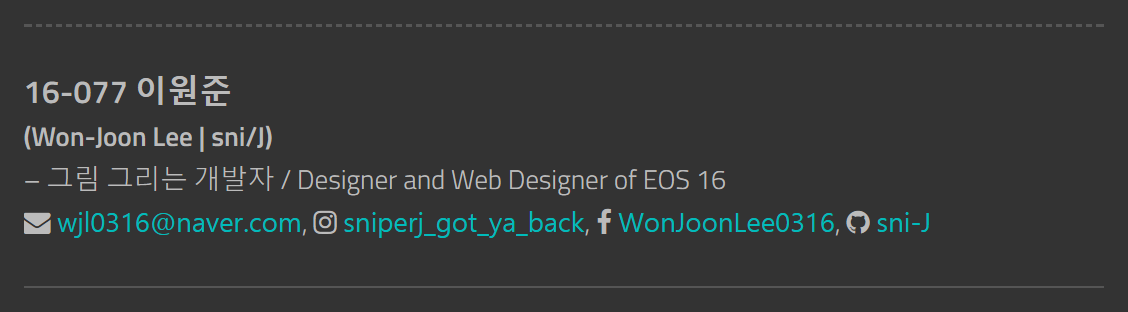 16-077 이원준
(Won-Joon Lee | sni/J)
– 그림 그리는 개발자 / Designer and Web Designer of EOS 16
wjl0316@naver.com, sniperj_got_ya_back, WonJoonLee0316, sni-J